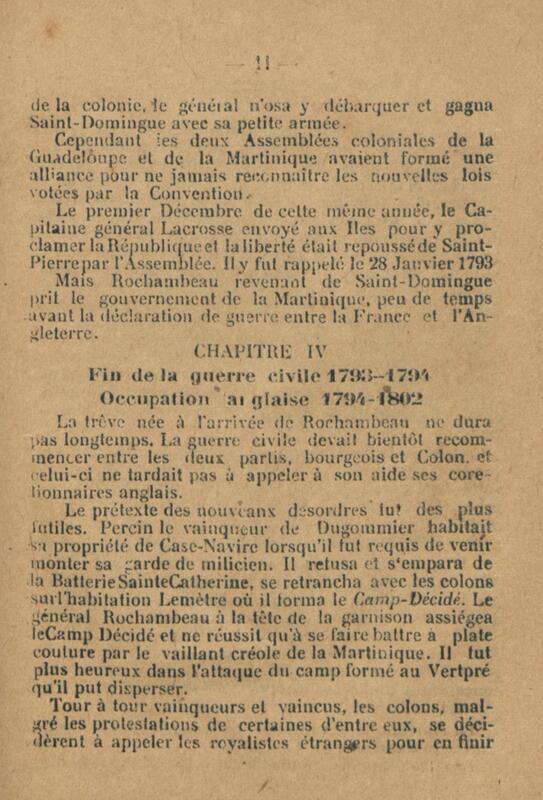 — 11 —
de la colonie, le général n'osa y débarquer et gagna
Saint-Domingue avec sa petite armée.
Cependant les deux Assemblées coloniales de la
Guadeloupe et de la Martinique avaient formé une
alliance pour ne jamais reconnaître les nouvelles lois
votées par la Convention.
Le premier Décembre de cette même année, le Ca-
pitaine général Lacrosse envoyé aux Iles pour y pro-
clamer la République et la liberté était repoussé de Saint-
Pierre par l'Assemblée. Il y fut rappelé le 28 Janvier 1793
Mais Rochambeau revenant de Saint-Domingue
prit le gouvernement de la Martinique, peu de temps
avant la déclaration de guerre entre la France et l'An-
gleterre.
CHAPITRE IV
Fin de la guerre civile 1793--1794
Occupation anglaise 1794-1802
La trêve née à l'arrivée de Rochambeau ne dura
pas longtemps. La guerre civile devait bientôt recom-
mencer entre les deux partis, bourgeois et Colon. et
celui-ci ne tardait pas à appeler à son aide ses core-
ligionnaires anglais.
Le prétexte des nouveaux désordres fut des plus
futiles. Percin le vainqueur de Dugommier habitait
sa propriété de Case-Navire lorsqu'il fut requis de venir
monter sa garde de milicien. Il refusa et s'empara de
la Batterie Sainte Catherine, se retrancha avec les colons
sur l'habitation Lemètre où il forma le Camp-Décidé. Le
général Rochambeau à la tête de la garnison assiégea
le Camp Décidé et ne réussit qu'à se faire battre à plate
couture par le vaillant créole de la Martinique. Il fut
plus heureux dans l'attaque du camp formé au Vertpré
qu'il put disperser.
Tour à tour vainqueurs et vaincus, les colons, mal-
gré les protestations de certaines d'entre eux, se déci-
dèrent à appeler les royalistes étrangers pour en finir